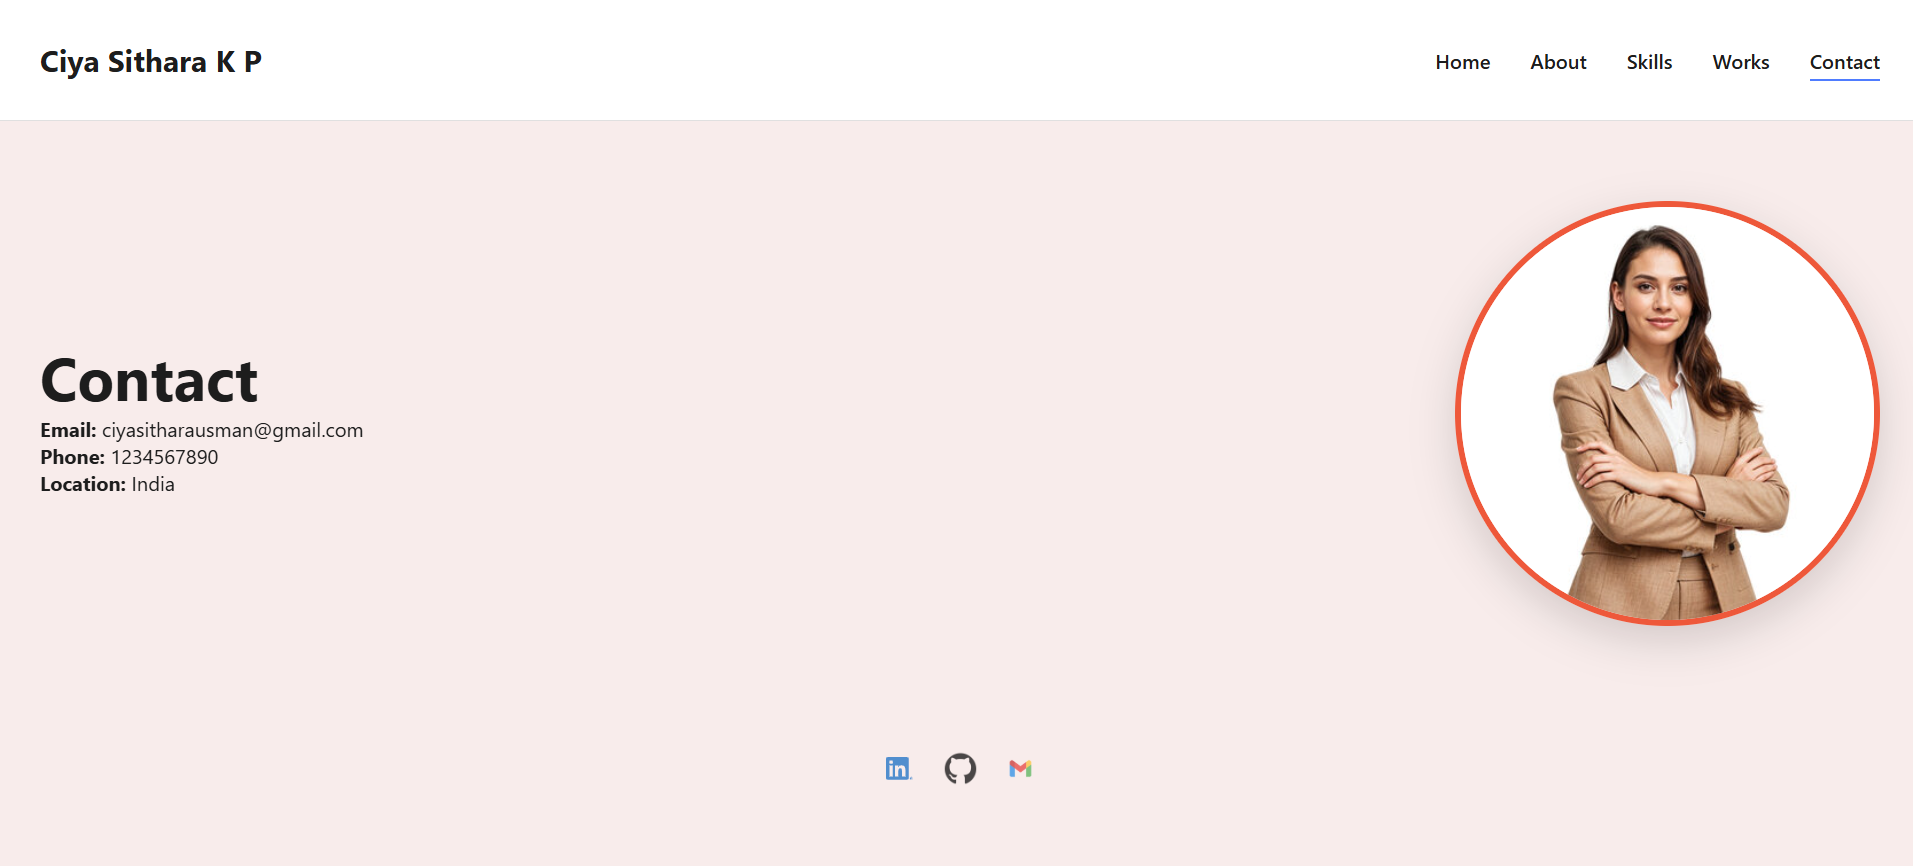 Ciya Sithara K P
Home About Skills Works Contact
Contact
Email: ciyasitharausman@gmail.com
Phone: 1234567890
Location: India
in